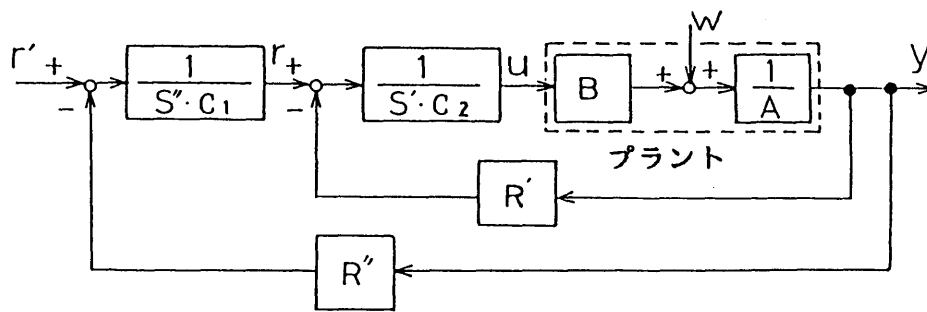 r′ + − 1 / S″·C₁ r + − 1 / S′·C₂ u B + w + 1 / A y
プラント
R′
R″